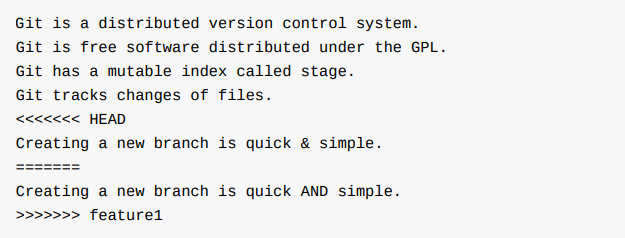 Git is a distributed version control system.
Git is free software distributed under the GPL.
Git has a mutable index called stage.
Git tracks changes of files.
<<<<<<< HEAD
Creating a new branch is quick & simple.
=======
Creating a new branch is quick AND simple.
>>>>>>> feature1